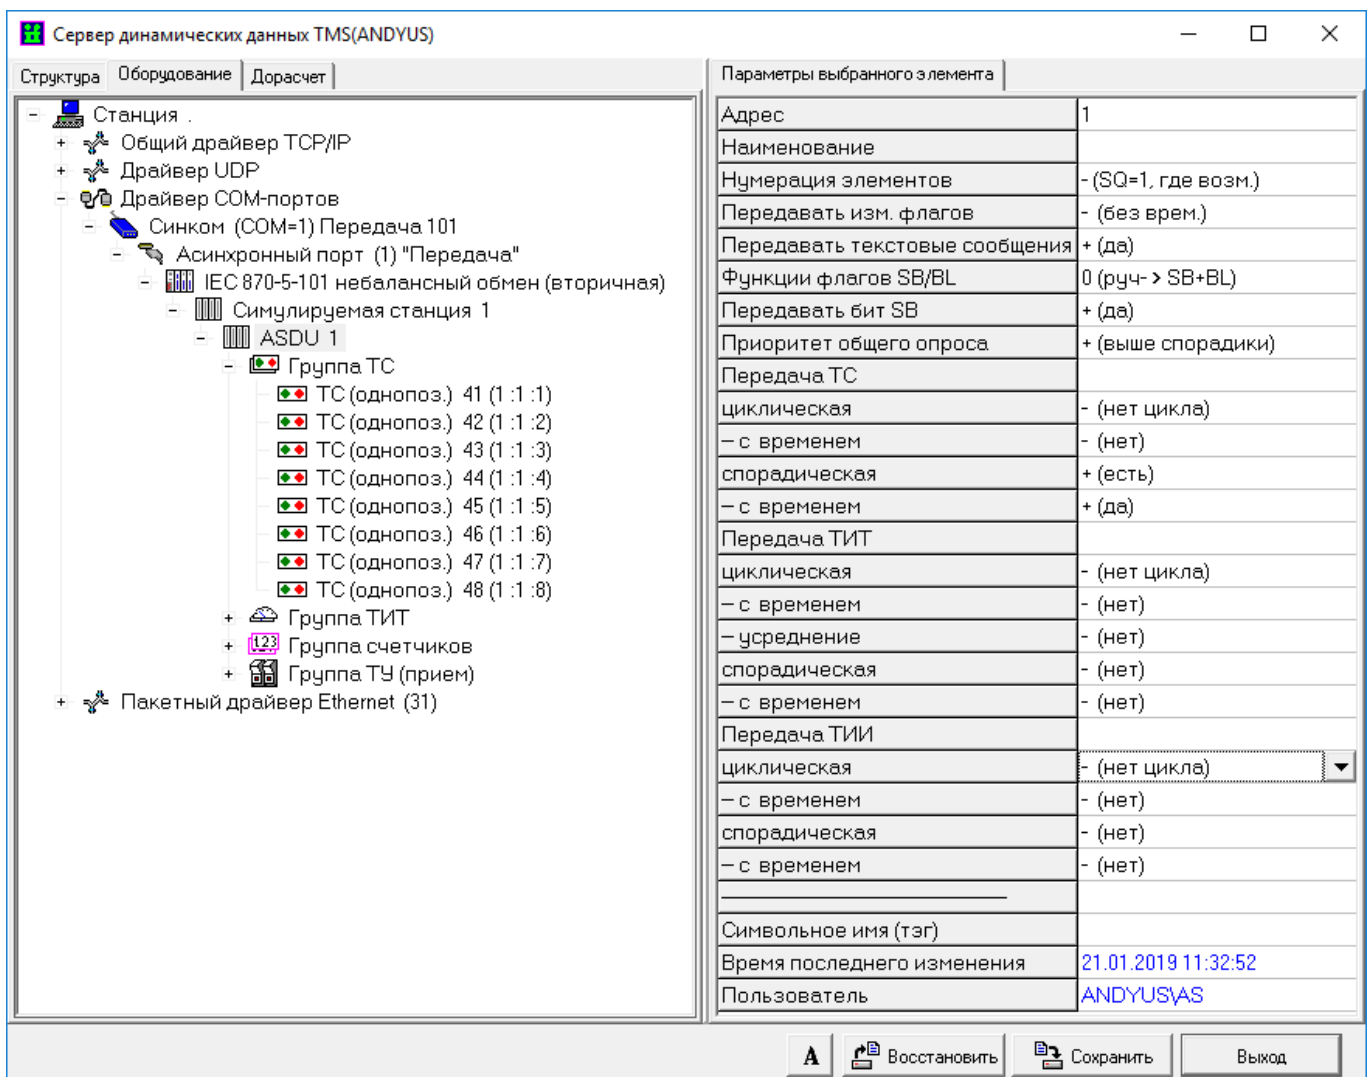 Сервер динамических данных TMS(ANDYUS)
Структура Оборудование Дорасчет
Станция .
Общий драйвер TCP/IP
Драйвер UDP
Драйвер COM-портов
Синком (COM=1) Передача 101
Асинхронный порт (1) "Передача"
IEC 870-5-101 небалансный обмен (вторичная)
Симулируемая станция 1
ASDU 1
Группа ТС
ТС (однопоз.) 41 (1 :1 :1)
ТС (однопоз.) 42 (1 :1 :2)
ТС (однопоз.) 43 (1 :1 :3)
ТС (однопоз.) 44 (1 :1 :4)
ТС (однопоз.) 45 (1 :1 :5)
ТС (однопоз.) 46 (1 :1 :6)
ТС (однопоз.) 47 (1 :1 :7)
ТС (однопоз.) 48 (1 :1 :8)
Группа ТИТ
123 Группа счетчиков
Группа ТУ (прием)
Пакетный драйвер Ethernet (31)
Параметры выбранного элемента
Адрес 1
Наименование
Нумерация элементов - (SQ=1, где возм.)
Передавать изм. флагов - (без врем.)
Передавать текстовые сообщения + (да)
Функции флагов SB/BL 0 (руч-> SB+BL)
Передавать бит SB + (да)
Приоритет общего опроса + (выше спорадики)
Передача ТС
циклическая - (нет цикла)
– с временем - (нет)
спорадическая + (есть)
– с временем + (да)
Передача ТИТ
циклическая - (нет цикла)
– с временем - (нет)
– усреднение - (нет)
спорадическая - (нет)
– с временем - (нет)
Передача ТИИ
циклическая - (нет цикла)
– с временем - (нет)
спорадическая - (нет)
– с временем - (нет)
Символьное имя (тэг)
Время последнего изменения 21.01.2019 11:32:52
Пользователь ANDYUS\AS
A Восстановить Сохранить Выход